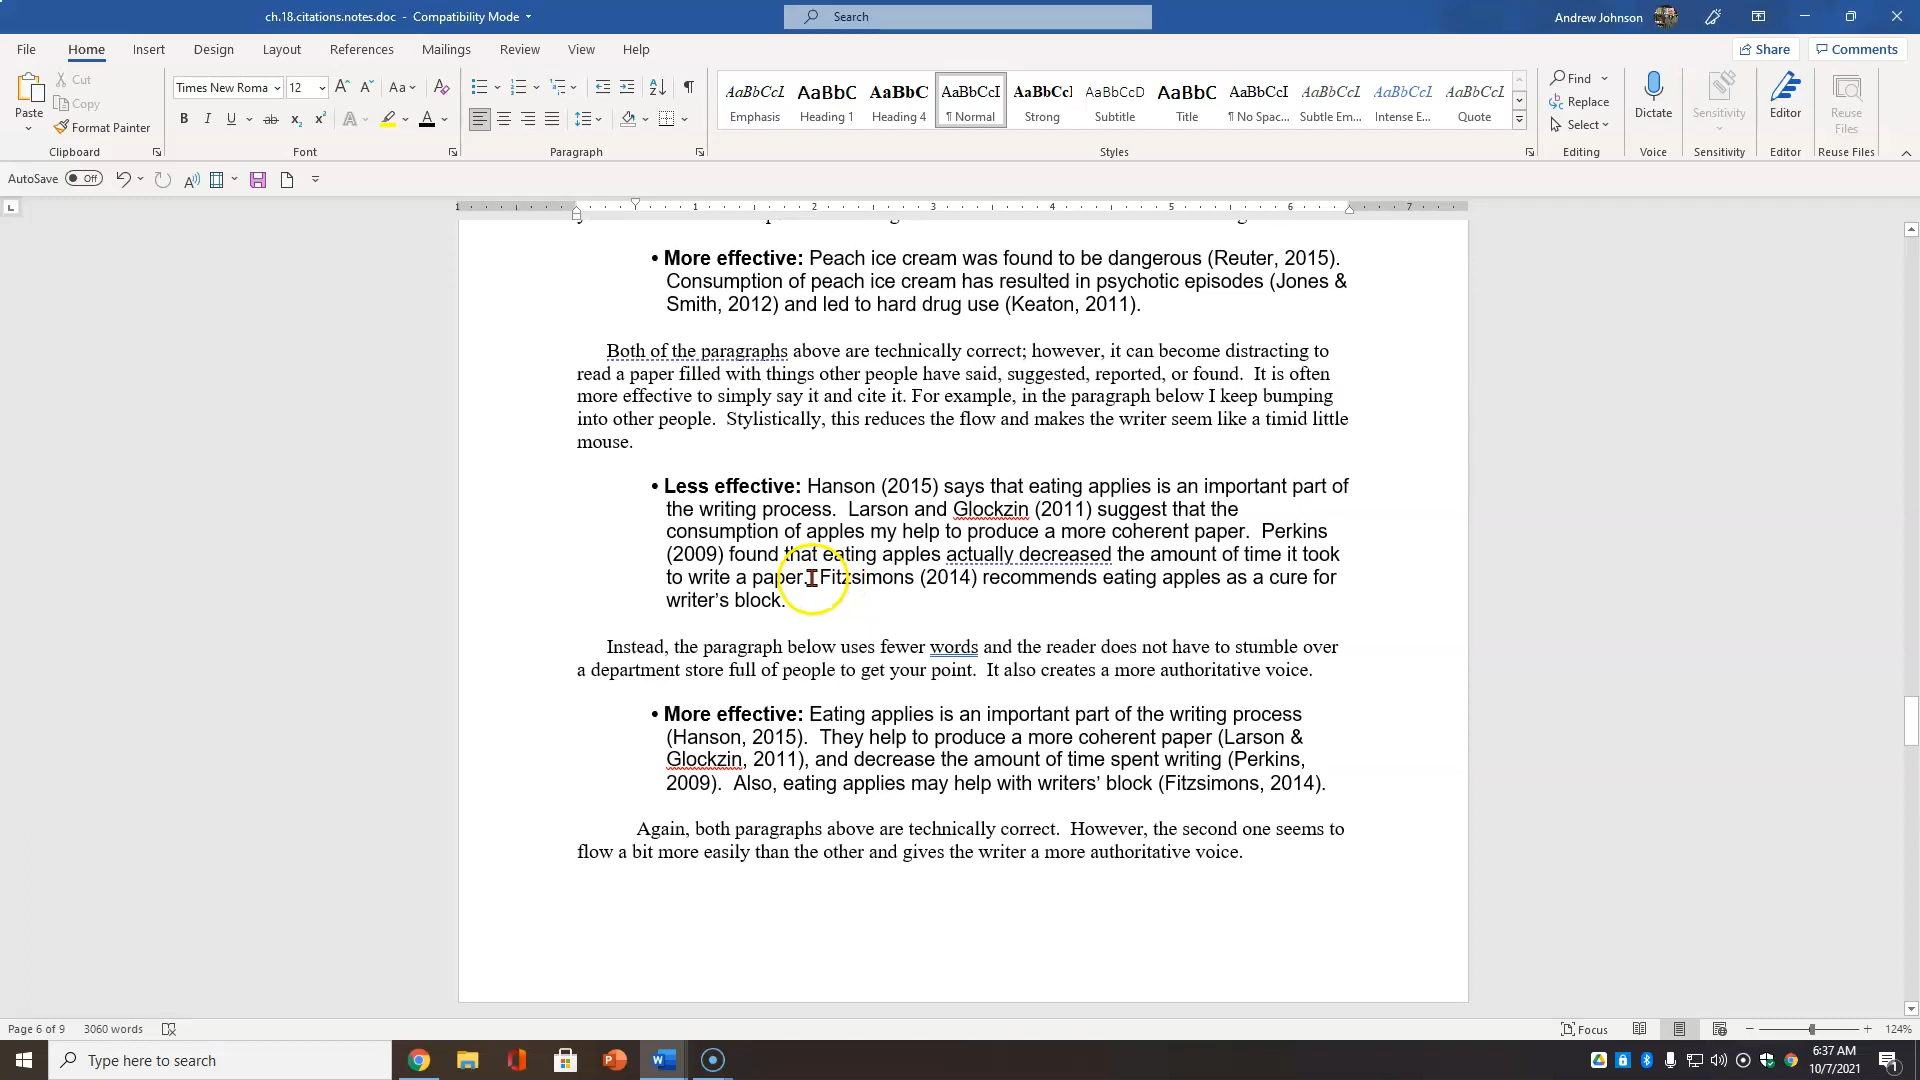 ch.18.citations.notes.doc - Compatibility Mode
Search
Andrew Johnson
File Home Insert Design Layout References Mailings Review View Help
Share Comments
Paste
Cut
Copy
Format Painter
Times New Roma 12
Emphasis Heading 1 Heading 4 ¶ Normal Strong Subtitle Title ¶ No Spac... Subtle Em... Intense E... Quote
Find
Replace
Select
Dictate Sensitivity Editor Reuse Files
Clipboard Font Paragraph Styles Editing Voice Sensitivity Editor Reuse Files
AutoSave Off
• More effective: Peach ice cream was found to be dangerous (Reuter, 2015).
Consumption of peach ice cream has resulted in psychotic episodes (Jones &
Smith, 2012) and led to hard drug use (Keaton, 2011).
Both of the paragraphs above are technically correct; however, it can become distracting to
read a paper filled with things other people have said, suggested, reported, or found. It is often
more effective to simply say it and cite it. For example, in the paragraph below I keep bumping
into other people. Stylistically, this reduces the flow and makes the writer seem like a timid little
mouse.
• Less effective: Hanson (2015) says that eating applies is an important part of
the writing process. Larson and Glockzin (2011) suggest that the
consumption of apples my help to produce a more coherent paper. Perkins
(2009) found that eating apples actually decreased the amount of time it took
to write a paper. Fitzsimons (2014) recommends eating apples as a cure for
writer’s block.
Instead, the paragraph below uses fewer words and the reader does not have to stumble over
a department store full of people to get your point. It also creates a more authoritative voice.
• More effective: Eating applies is an important part of the writing process
(Hanson, 2015). They help to produce a more coherent paper (Larson &
Glockzin, 2011), and decrease the amount of time spent writing (Perkins,
2009). Also, eating applies may help with writers’ block (Fitzsimons, 2014).
Again, both paragraphs above are technically correct. However, the second one seems to
flow a bit more easily than the other and gives the writer a more authoritative voice.
Page 6 of 9 3060 words
Focus
124%
Type here to search
6:37 AM
10/7/2021